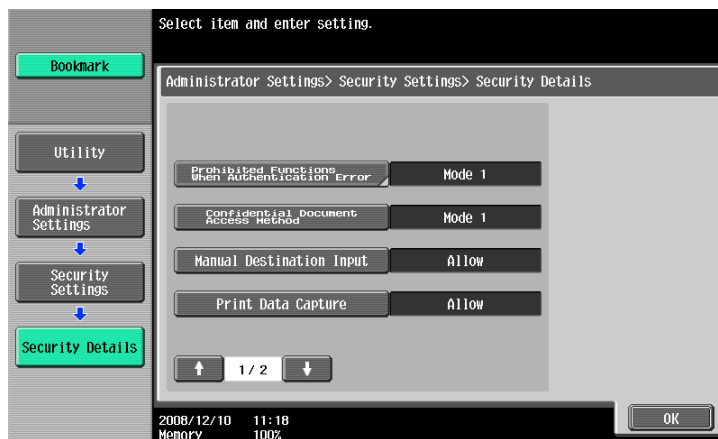 Select item and enter setting.
Bookmark
Administrator Settings> Security Settings> Security Details
Utility
Administrator
Settings
Security
Settings
Security Details
Prohibited Functions
When Authentication Error
Mode 1
Confidential Document
Access Method
Mode 1
Manual Destination Input
Allow
Print Data Capture
Allow
1/ 2
OK
2008/12/10 11:18
Memory 100%